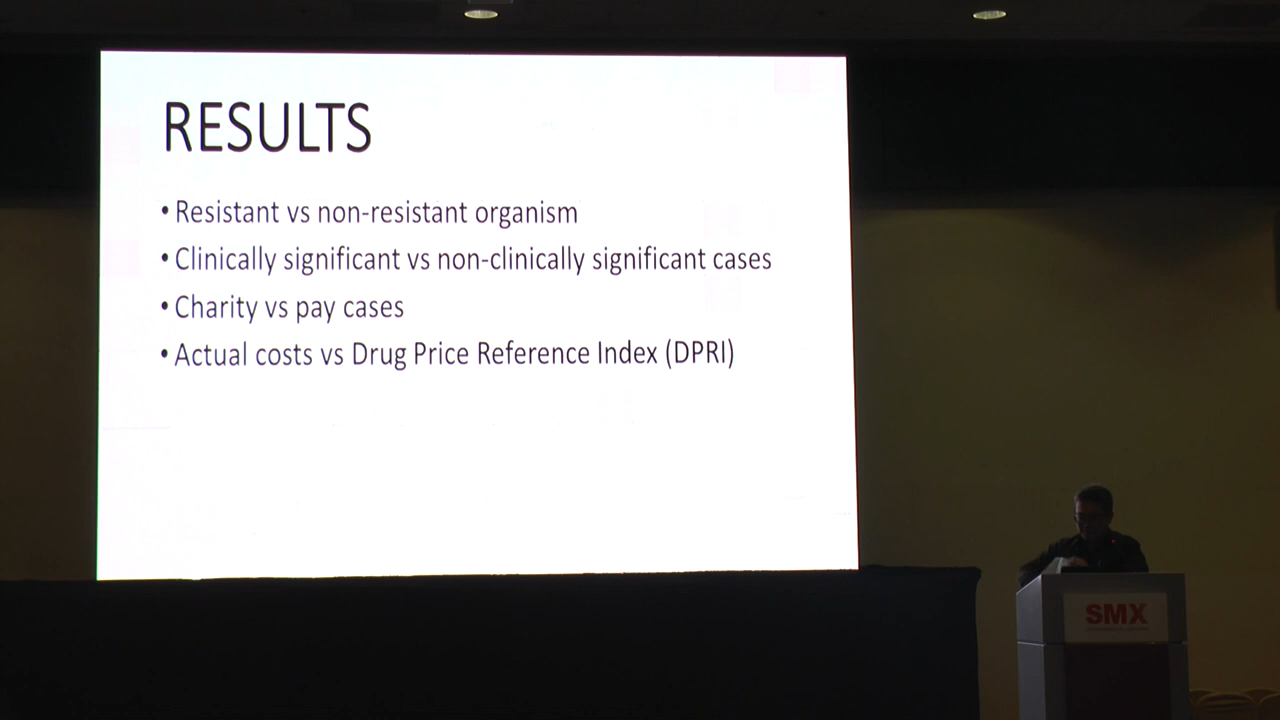 RESULTS
• Resistant vs non-resistant organism
• Clinically significant vs non-clinically significant cases
• Charity vs pay cases
• Actual costs vs Drug Price Reference Index (DPRI)
SMX